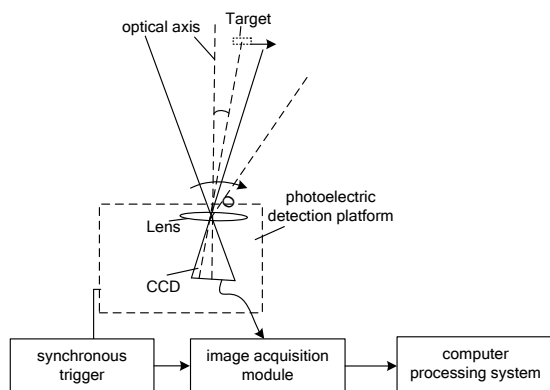 Target
optical axis
photoelectric
detection platform
Lens
CCD
synchronous
trigger
image acquisition
module
computer
processing system